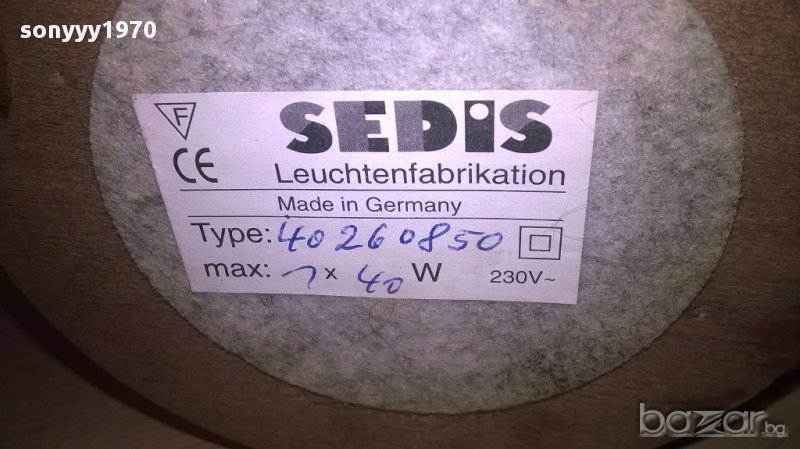 sonyyy1970
F
CE
SEDiS
Leuchtenfabrikation
Made in Germany
Type: 40260850
max: 1 x 40 W 230V~
bazar.bg